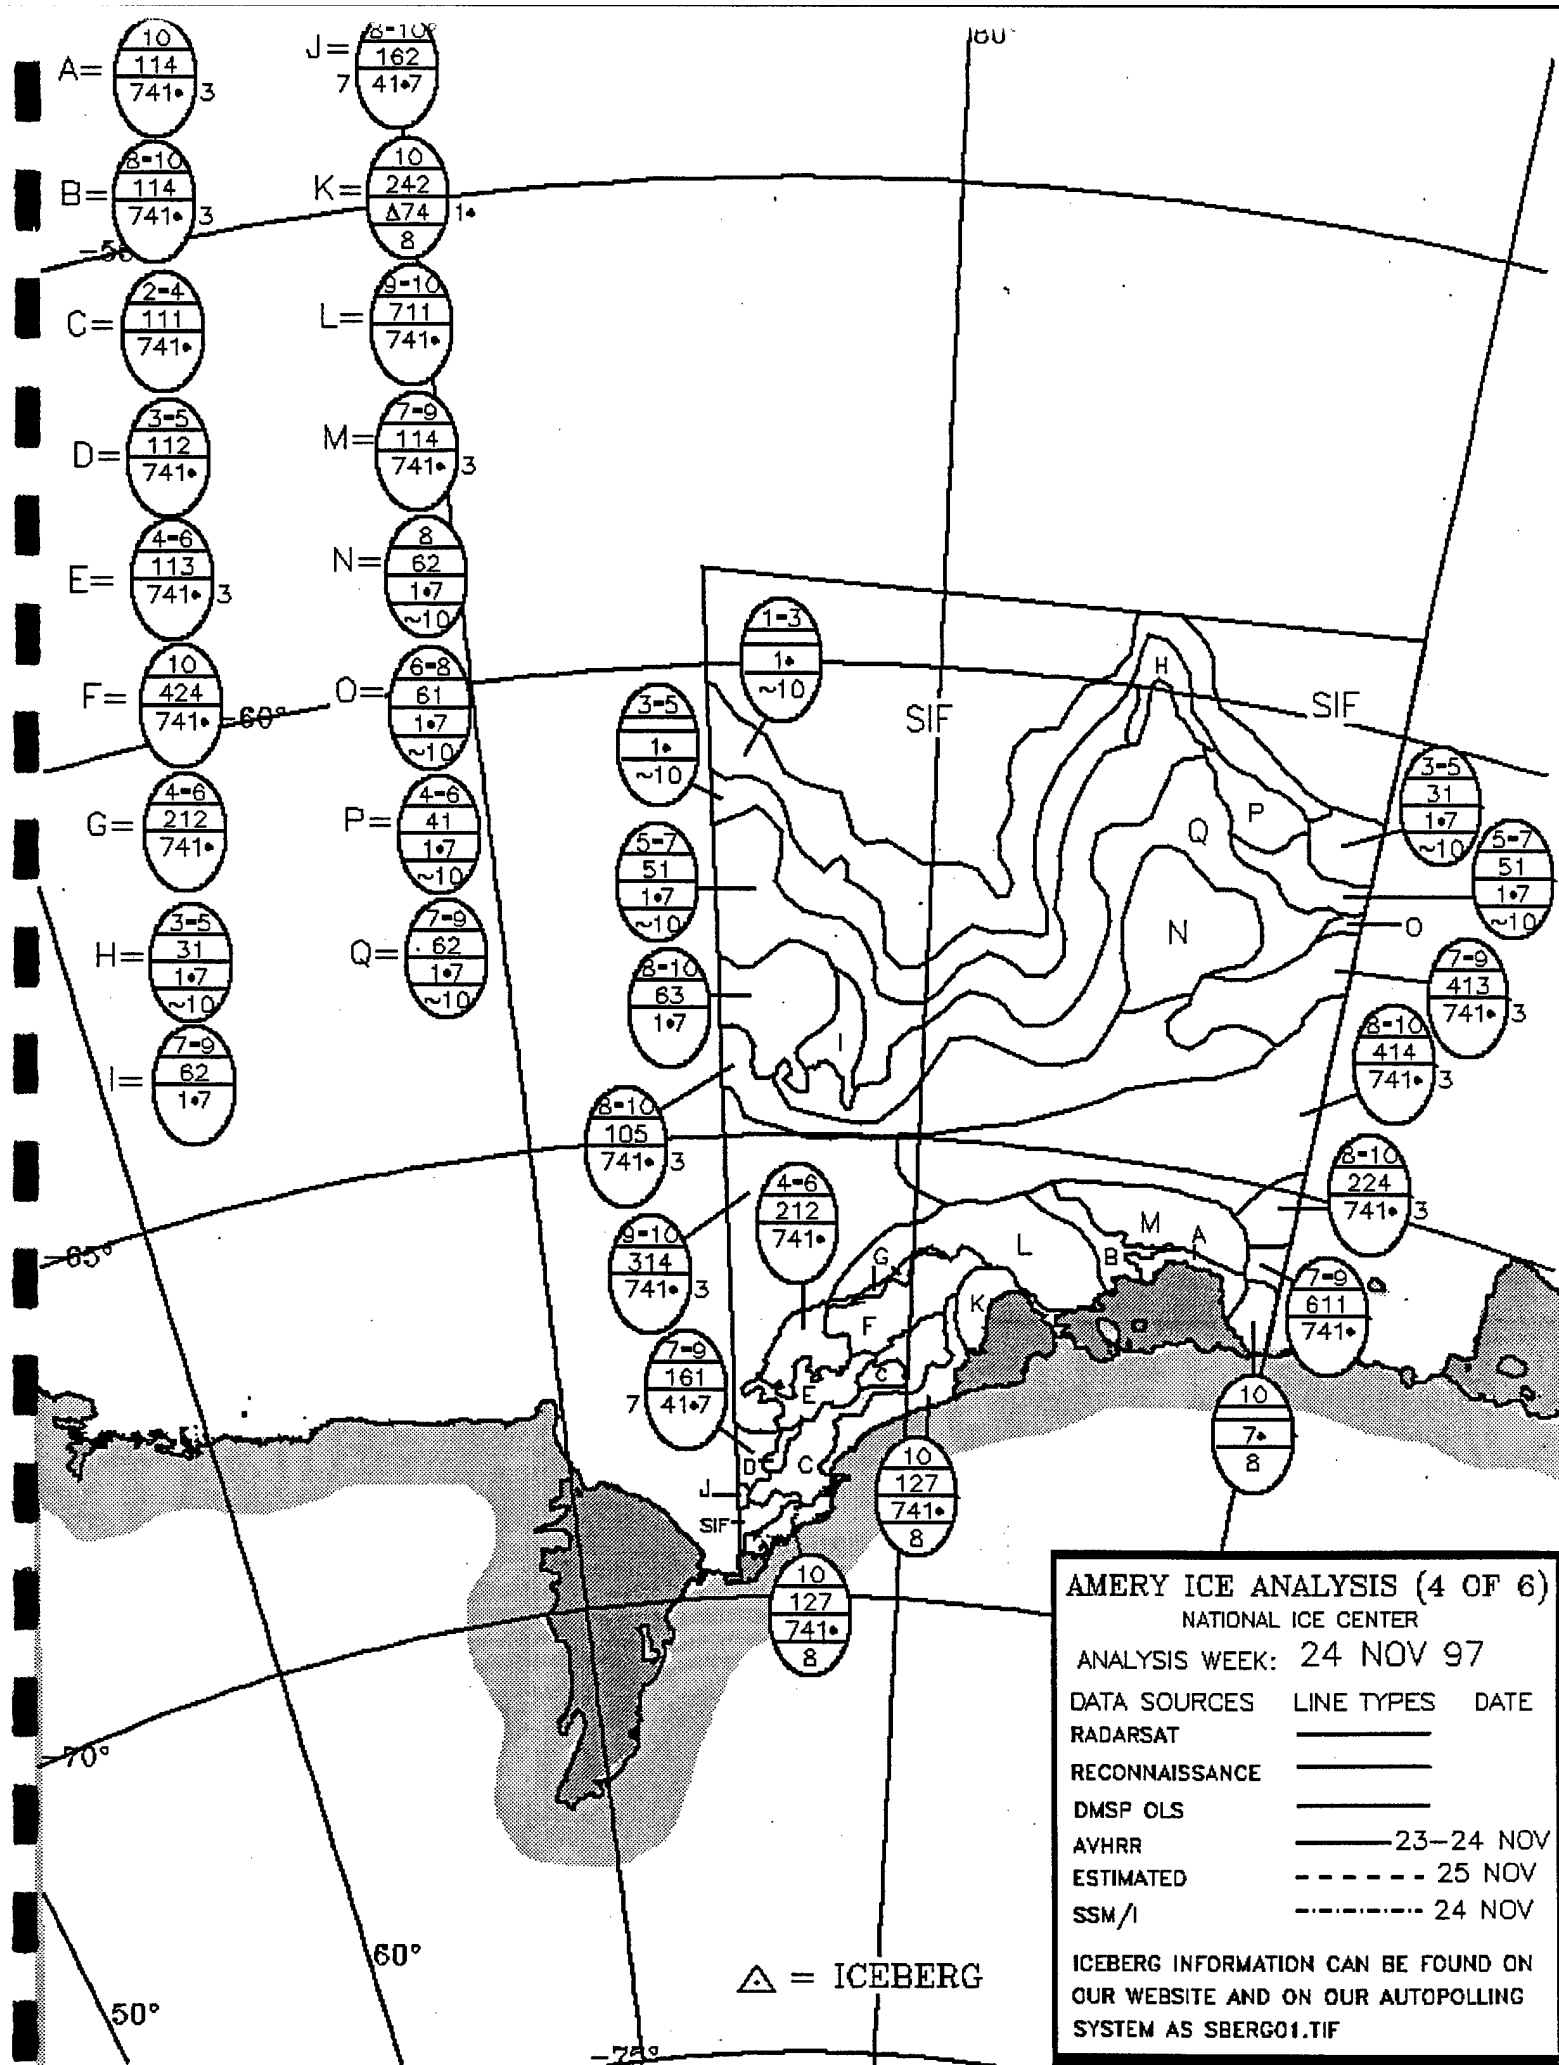 A=
10
114
741• 3
B=
8-10
114
741• 3
C=
2-4
111
741•
D=
3-5
112
741•
E=
4-6
113
741• 3
F=
10
424
741•
G=
4-6
212
741•
H=
3-5
31
1•7
~10
I=
7-9
62
1•7
J=
8-10
162
7 41•7
K=
10
242
Δ74 1•
8
L=
9-10
711
741•
M=
7-9
114
741• 3
N=
8
62
1•7
~10
O=
6-8
61
1•7
~10
P=
4-6
41
1•7
~10
Q=
7-9
62
1•7
~10
80°
-60°
-65°
-70°
60°
50°
1-3
1•
~10
3-5
1•
~10
5-7
51
1•7
~10
8-10
63
1•7
8-10
105
741• 3
9-10
314
741• 3
4-6
212
741•
7-9
161
7 41•7
SIF
SIF
H
P
Q
N
I
O
3-5
31
1•7
~10
5-7
51
1•7
~10
7-9
413
741• 3
8-10
414
741• 3
8-10
224
741• 3
7-9
611
741•
10
7•
8
10
127
741•
8
10
127
741•
8
M
A
L
B
G
K
F
J
C
E
D
C
J
SIF
△ = ICEBERG
AMERY ICE ANALYSIS (4 OF 6)
NATIONAL ICE CENTER
ANALYSIS WEEK: 24 NOV 97
DATA SOURCES LINE TYPES DATE
RADARSAT
RECONNAISSANCE
DMSP OLS
AVHRR 23-24 NOV
ESTIMATED 25 NOV
SSM/I 24 NOV
ICEBERG INFORMATION CAN BE FOUND ON
OUR WEBSITE AND ON OUR AUTOPOLLING
SYSTEM AS SBERG01.TIF